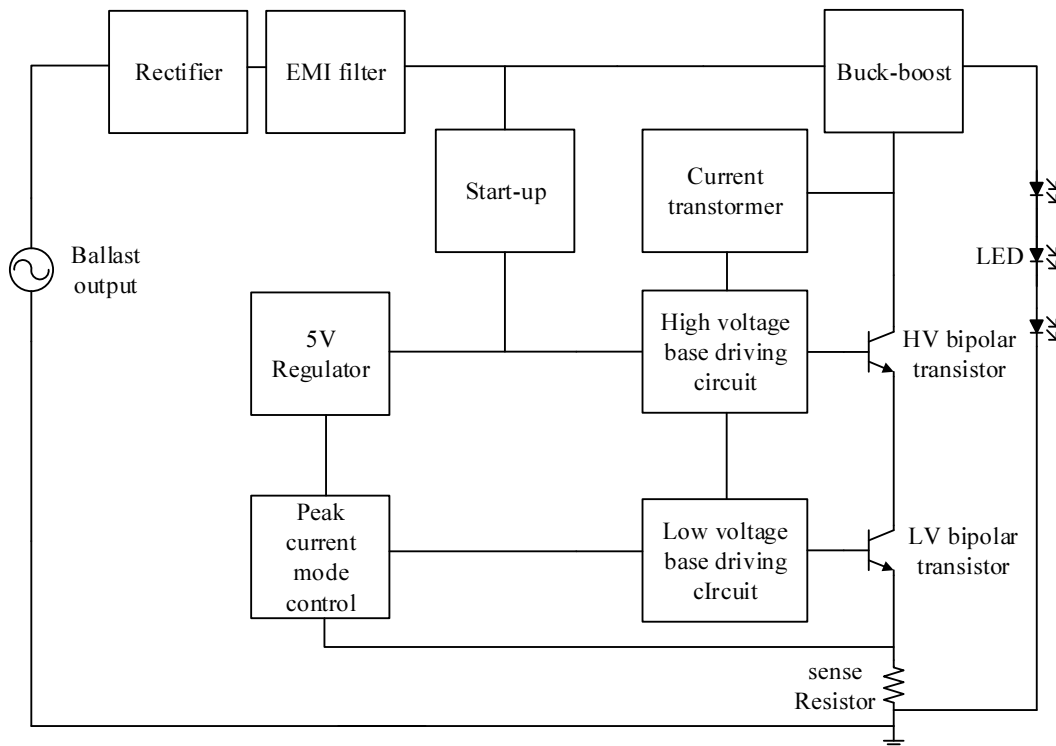 Rectifier
EMI filter
Buck-boost
Start-up
Current
transtormer
Ballast
output
LED
5V
Regulator
High voltage
base driving
circuit
HV bipolar
transistor
Peak
current
mode
control
Low voltage
base driving
cIrcuit
LV bipolar
transistor
sense
Resistor